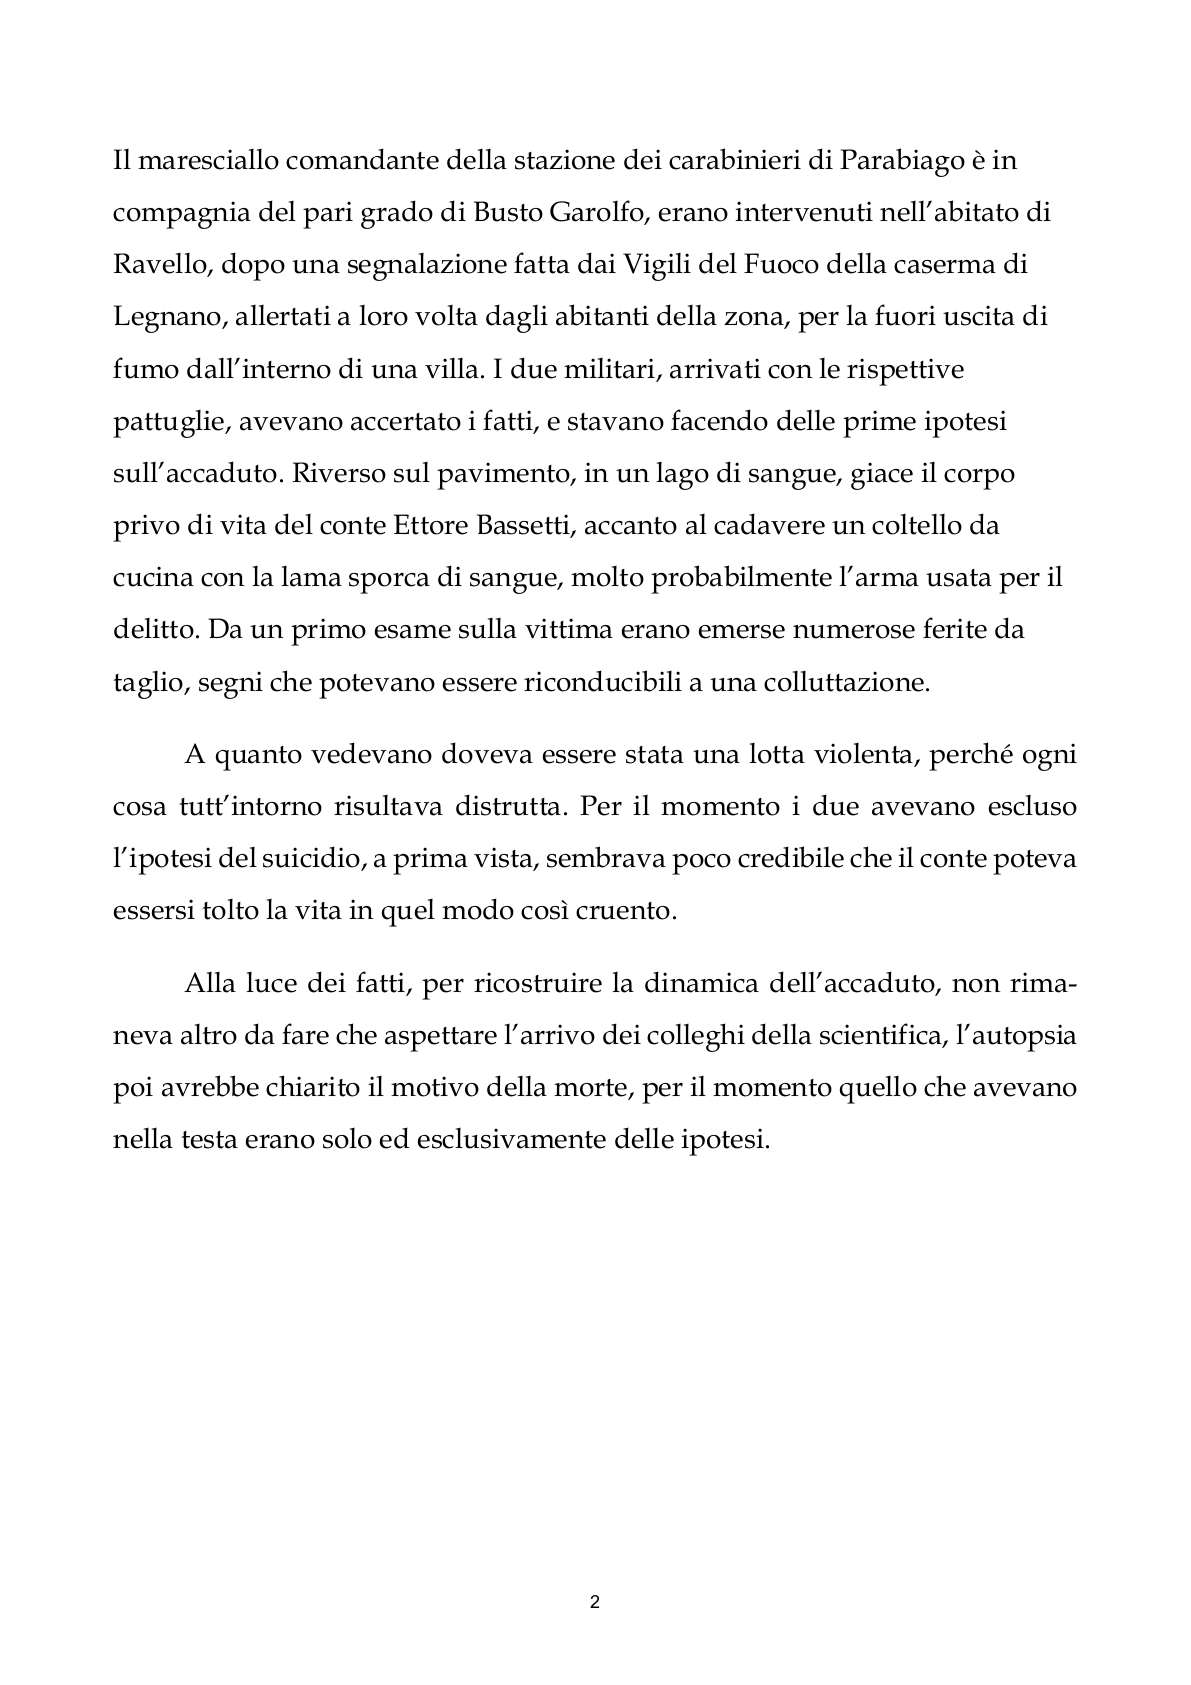 Il maresciallo comandante della stazione dei carabinieri di Parabiago è in
compagnia del pari grado di Busto Garolfo, erano intervenuti nell’abitato di
Ravello, dopo una segnalazione fatta dai Vigili del Fuoco della caserma di
Legnano, allertati a loro volta dagli abitanti della zona, per la fuori uscita di
fumo dall’interno di una villa. I due militari, arrivati con le rispettive
pattuglie, avevano accertato i fatti, e stavano facendo delle prime ipotesi
sull’accaduto. Riverso sul pavimento, in un lago di sangue, giace il corpo
privo di vita del conte Ettore Bassetti, accanto al cadavere un coltello da
cucina con la lama sporca di sangue, molto probabilmente l’arma usata per il
delitto. Da un primo esame sulla vittima erano emerse numerose ferite da
taglio, segni che potevano essere riconducibili a una colluttazione.
A quanto vedevano doveva essere stata una lotta violenta, perché ogni
cosa tutt’intorno risultava distrutta. Per il momento i due avevano escluso
l’ipotesi del suicidio, a prima vista, sembrava poco credibile che il conte poteva
essersi tolto la vita in quel modo così cruento.
Alla luce dei fatti, per ricostruire la dinamica dell’accaduto, non rima-
neva altro da fare che aspettare l’arrivo dei colleghi della scientifica, l’autopsia
poi avrebbe chiarito il motivo della morte, per il momento quello che avevano
nella testa erano solo ed esclusivamente delle ipotesi.
2